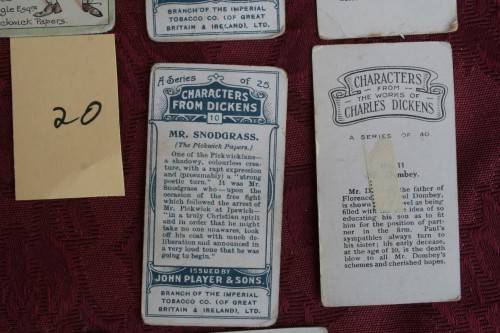 gle Esqre
ickwick Papers.
BRANCH OF THE IMPERIAL
TOBACCO CO. (OF GREAT
BRITAIN & IRELAND), LTD.
20
A Series of 25
CHARACTERS
FROM DICKENS
10
MR. SNODGRASS.
(The Pickwick Papers.)
One of the Pickwickians—
a shadowy, colourless crea-
ture, with a rapt expression
and (presumably) a "strong
poetic turn." It was Mr.
Snodgrass who—upon the
occasion of the free fight
which followed the arrest of
Mr. Pickwick at Ipswich—
"in a truly Christian spirit
and in order that he might
take no one unawares, took
off his coat with much de-
liberation and announced in
a very loud tone that he was
going to begin."
ISSUED BY
JOHN PLAYER & SONS.
BRANCH OF THE IMPERIAL
TOBACCO CO. (OF GREAT
BRITAIN & IRELAND), LTD.
CHARACTERS
FROM
THE WORKS OF
CHARLES DICKENS
A SERIES OF 40.
11
ombey.
Mr. D the father of
Florence Dombey,
is show el as being
filled with idea of so
educating his son as to fit
him for the position of part-
ner in the firm. Paul's
sympathies always turn to
his sister; his early decease,
at the age of 10, is the death
blow to all Mr. Dombey's
schemes and cherished hopes.